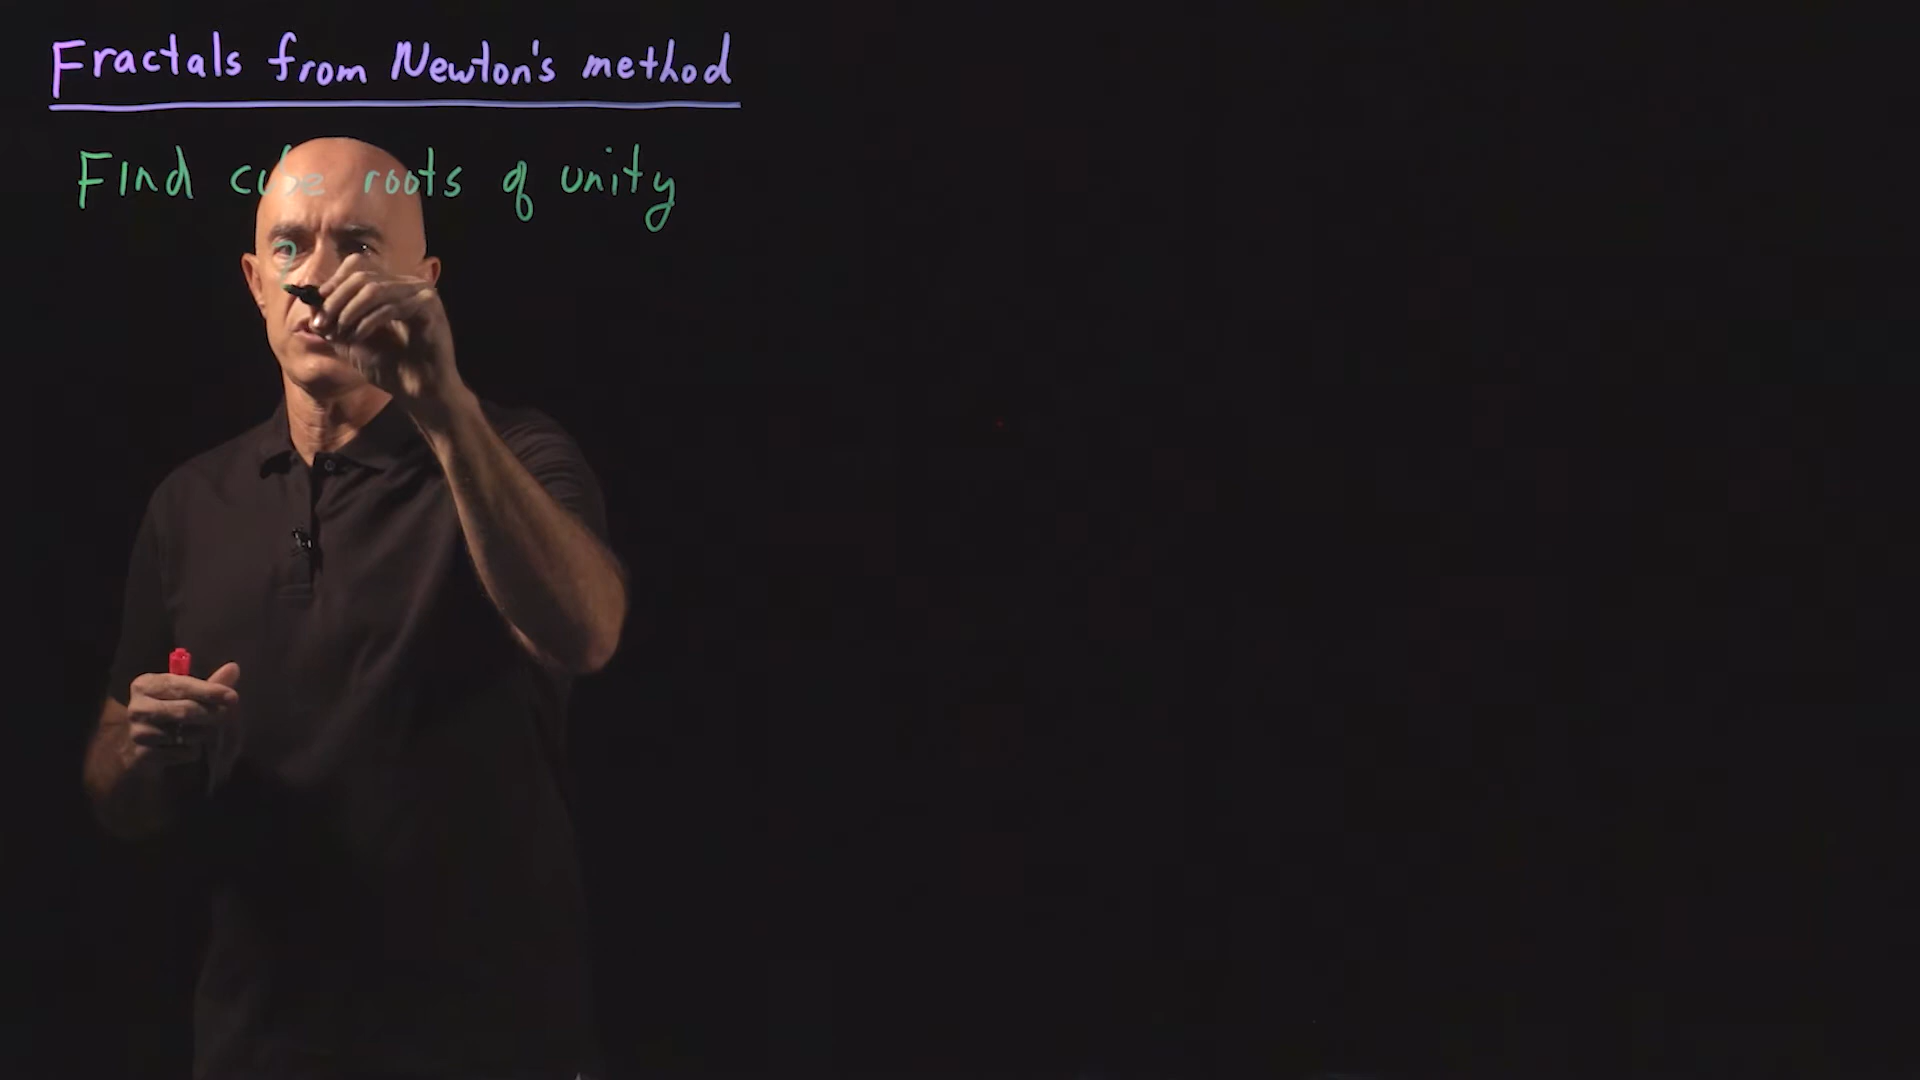 Fractals from Newton's method
Find cube roots of unity